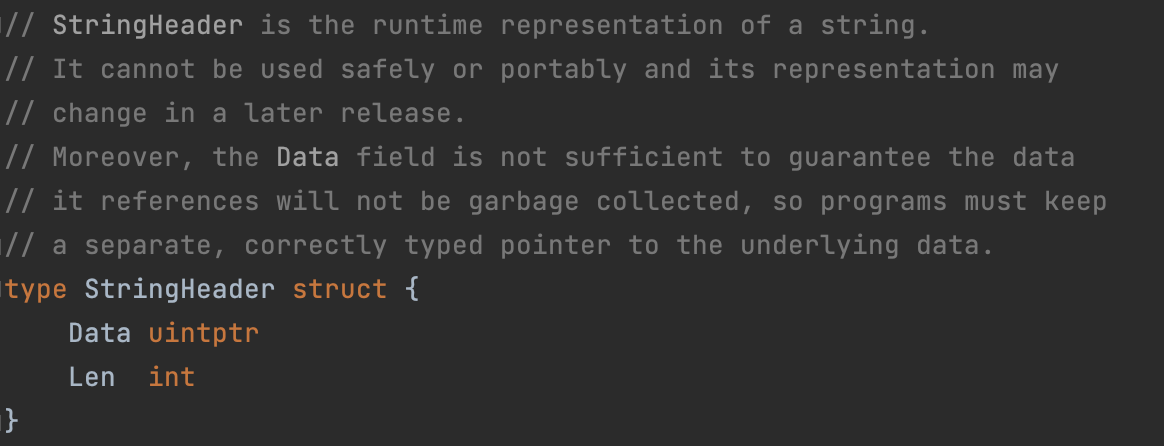 // StringHeader is the runtime representation of a string.
// It cannot be used safely or portably and its representation may
// change in a later release.
// Moreover, the Data field is not sufficient to guarantee the data
// it references will not be garbage collected, so programs must keep
// a separate, correctly typed pointer to the underlying data.
type StringHeader struct {
    Data uintptr
    Len  int
}